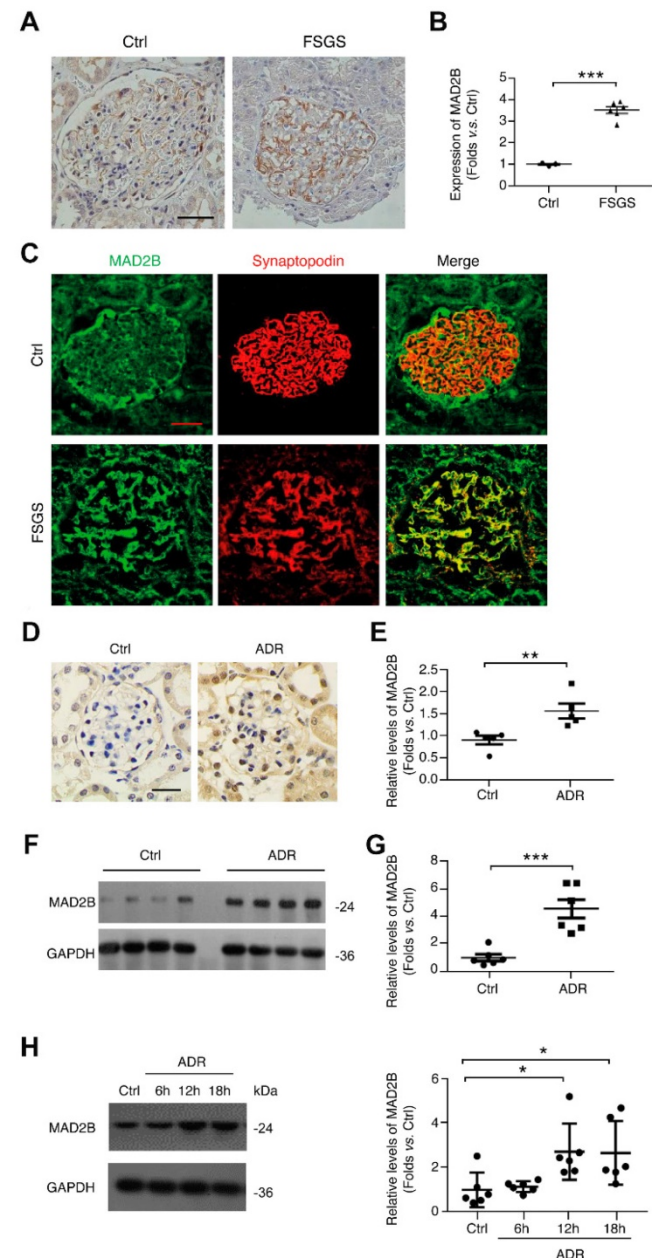 A
Ctrl
FSGS
B
Expression of MAD2B
(Folds v.s. Ctrl)
5
4
3
2
1
0
***
Ctrl
FSGS
C
MAD2B
Synaptopodin
Merge
Ctrl
FSGS
D
Ctrl
ADR
E
Relative levels of MAD2B
(Folds vs. Ctrl)
2.5
2.0
1.5
1.0
0.5
0.0
**
Ctrl
ADR
F
Ctrl
ADR
MAD2B
-24
GAPDH
-36
G
Relative levels of MAD2B
(Folds vs. Ctrl)
8
6
4
2
0
***
Ctrl
ADR
H
ADR
Ctrl 6h 12h 18h kDa
MAD2B
-24
GAPDH
-36
Relative levels of MAD2B
(Folds vs. Ctrl)
6
4
2
0
*
*
Ctrl 6h 12h 18h
ADR